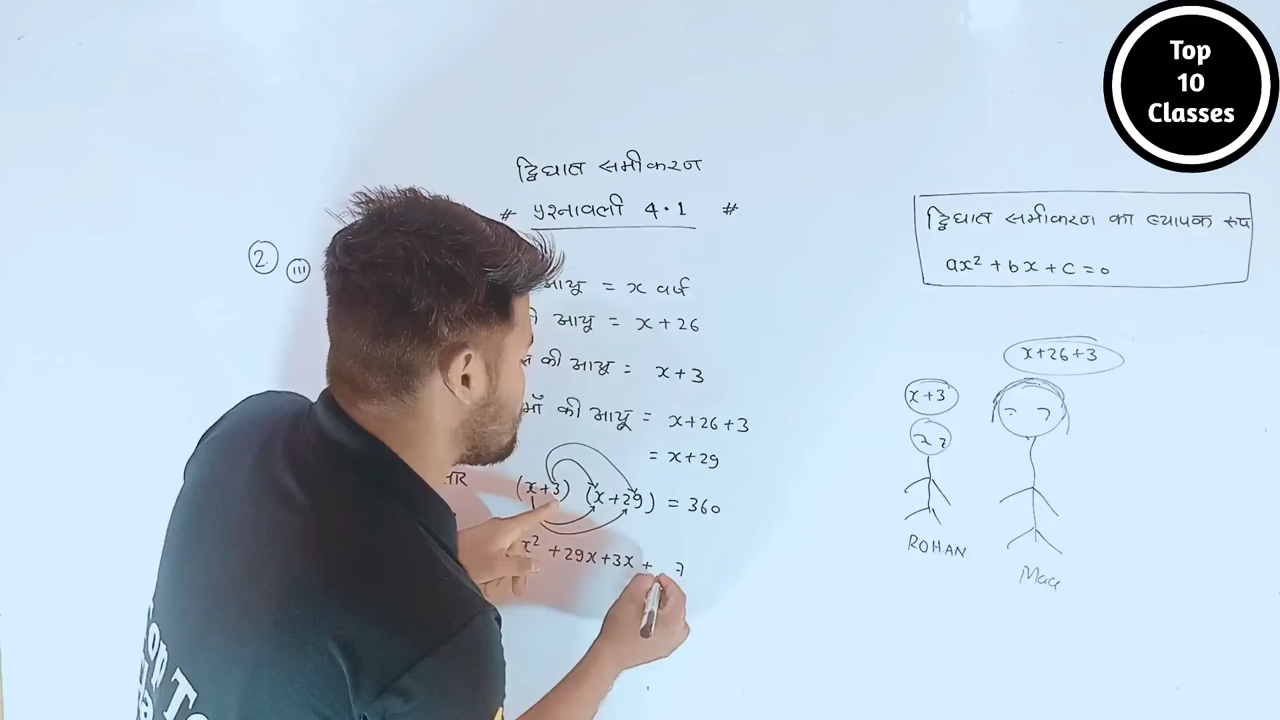 Top
10
Classes
द्विघात समीकरण
# प्रश्नावली 4.1 #
2. (iii)
आयु = x वर्ष
आयु = x+26
की आयु = x+3
माँ की आयु = x+26+3
= x+29
(x+3) (x+29) = 360
x² +29x+3x+
द्विघात समीकरण का व्यापक रूप
ax² + bx + c = 0
x+26+3
x+3
ROHAN
Maa